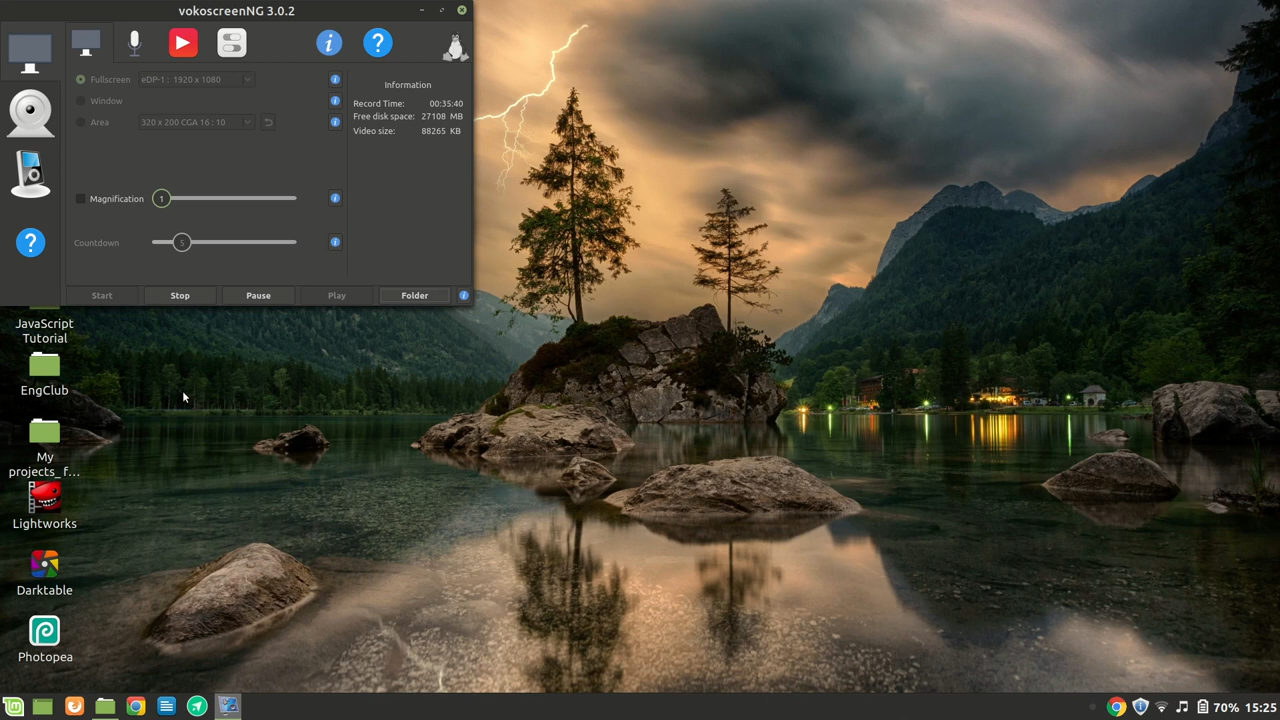 vokoscreenNG 3.0.2
Fullscreen
eDP-1 : 1920 x 1080
Window
Area
320 x 200 CGA 16 : 10
Magnification
1
Countdown
5
Information
Record Time: 00:35:40
Free disk space: 27108 MB
Video size: 88265 KB
Start
Stop
Pause
Play
Folder
JavaScript
Tutorial
EngClub
My
projects_f...
Lightworks
Darktable
Photopea
70% 15:25